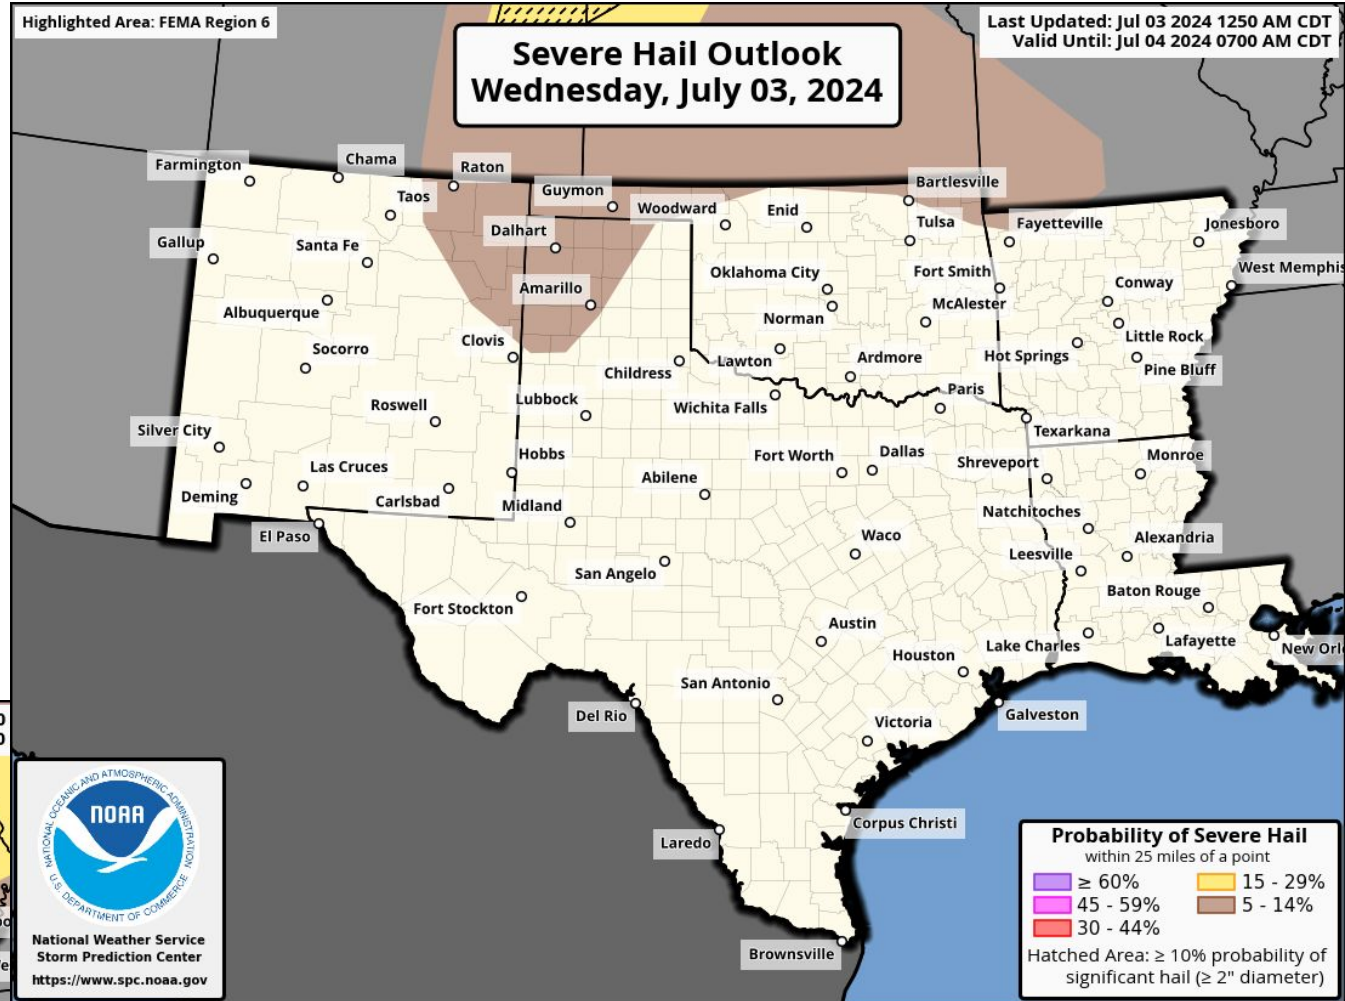 Highlighted Area: FEMA Region 6
Severe Hail Outlook
Wednesday, July 03, 2024
Last Updated: Jul 03 2024 1250 AM CDT
Valid Until: Jul 04 2024 0700 AM CDT
Farmington
Chama
Raton
Taos
Guymon
Woodward
Enid
Bartlesville
Gallup
Santa Fe
Dalhart
Tulsa
Fayetteville
Jonesboro
Albuquerque
Amarillo
Oklahoma City
Fort Smith
West Memphis
Norman
McAlester
Conway
Socorro
Clovis
Childress
Lawton
Ardmore
Hot Springs
Little Rock
Pine Bluff
Roswell
Lubbock
Wichita Falls
Paris
Texarkana
Silver City
Las Cruces
Hobbs
Abilene
Fort Worth
Dallas
Shreveport
Monroe
Deming
Carlsbad
Midland
Natchitoches
El Paso
San Angelo
Waco
Leesville
Alexandria
Fort Stockton
Austin
Baton Rouge
Houston
Lake Charles
Lafayette
New Orl
Del Rio
San Antonio
Victoria
Galveston
Laredo
Corpus Christi
Brownsville
NATIONAL OCEANIC AND ATMOSPHERIC ADMINISTRATION
NOAA
U.S. DEPARTMENT OF COMMERCE
National Weather Service
Storm Prediction Center
https://www.spc.noaa.gov
Probability of Severe Hail
within 25 miles of a point
≥ 60%
15 - 29%
45 - 59%
5 - 14%
30 - 44%
Hatched Area: ≥ 10% probability of
significant hail (≥ 2" diameter)